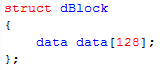 struct dBlock
{
    data data[128];
};